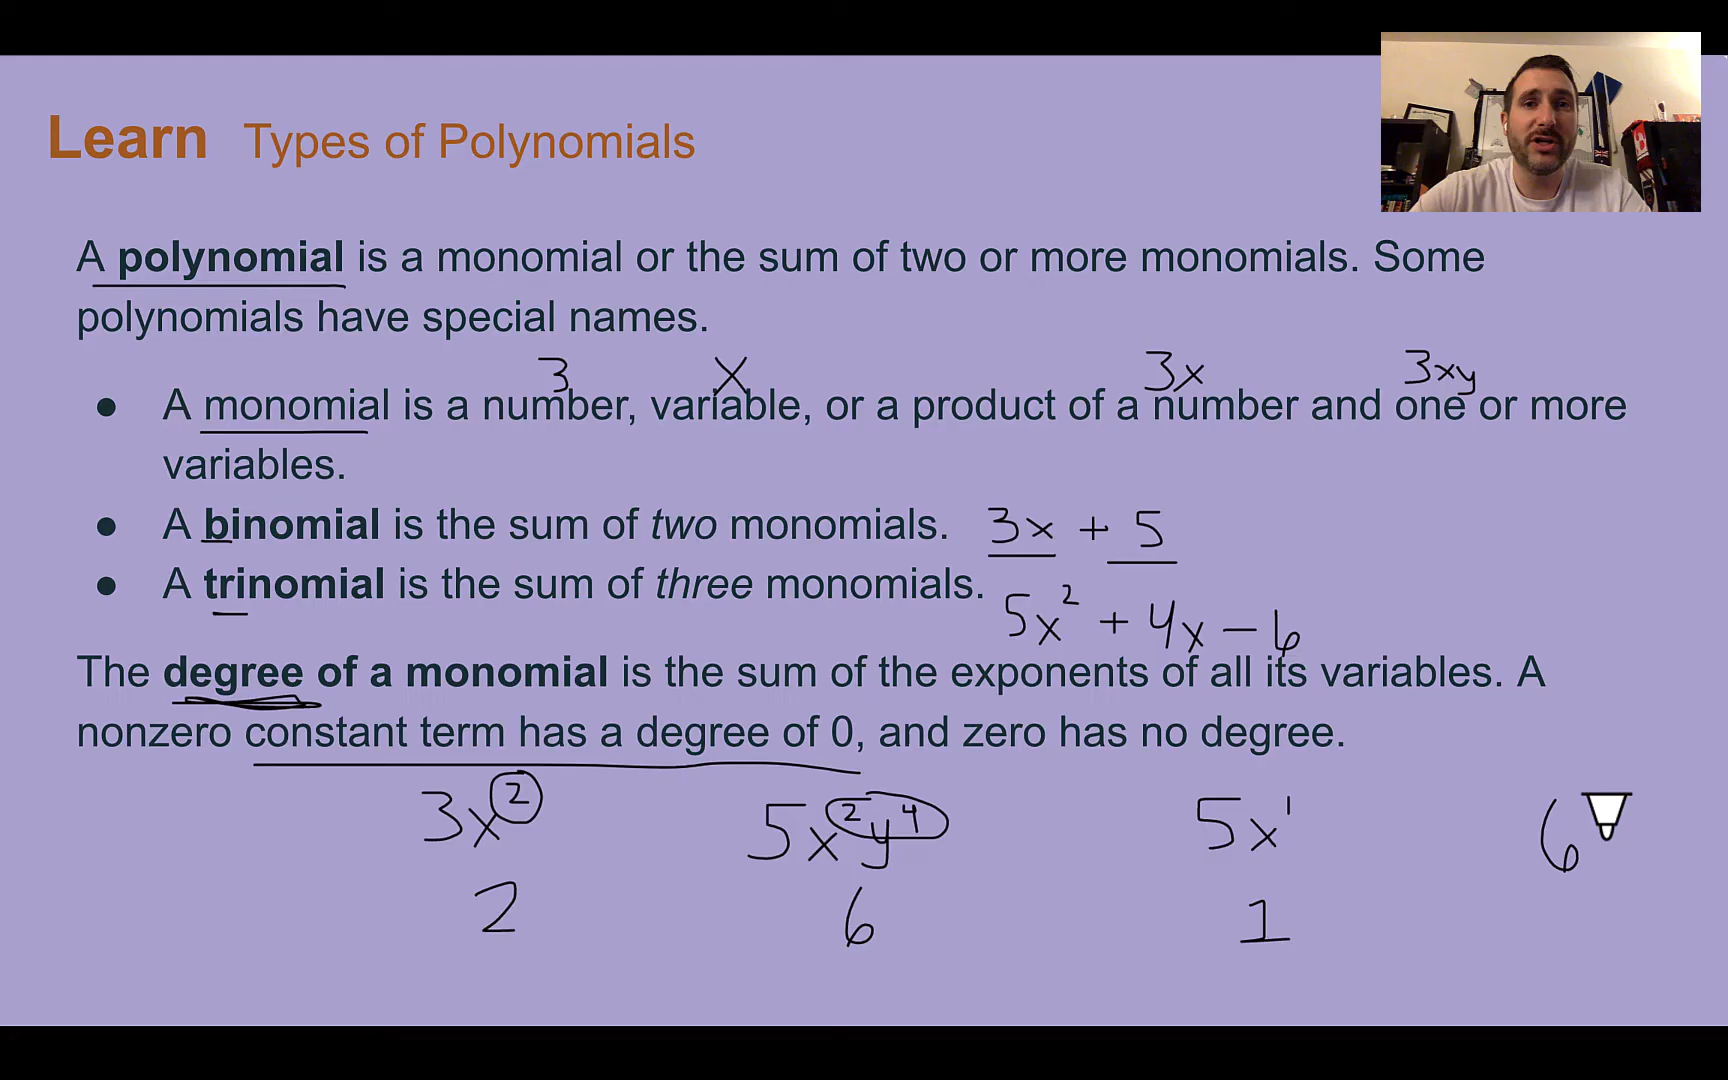 Learn Types of Polynomials
A polynomial is a monomial or the sum of two or more monomials. Some
polynomials have special names.
3 x 3x 3xy
● A monomial is a number, variable, or a product of a number and one or more
variables.
● A binomial is the sum of two monomials. 3x + 5
● A trinomial is the sum of three monomials.
5x² + 4x - 6
The degree of a monomial is the sum of the exponents of all its variables. A
nonzero constant term has a degree of 0, and zero has no degree.
3x² 5x²y⁴ 5x¹ 6
2 6 1